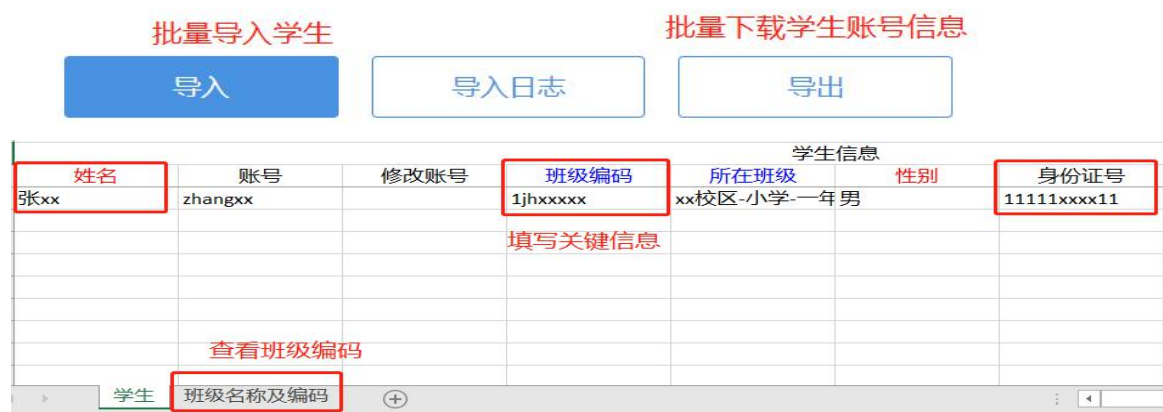 批量导入学生
批量下载学生账号信息
导入
导入日志
导出
学生信息
姓名 账号 修改账号 班级编码 所在班级 性别 身份证号
张xx zhangxx 1jhxxxxx xx校区-小学-一年 男 11111xxxx11
填写关键信息
查看班级编码
学生 班级名称及编码